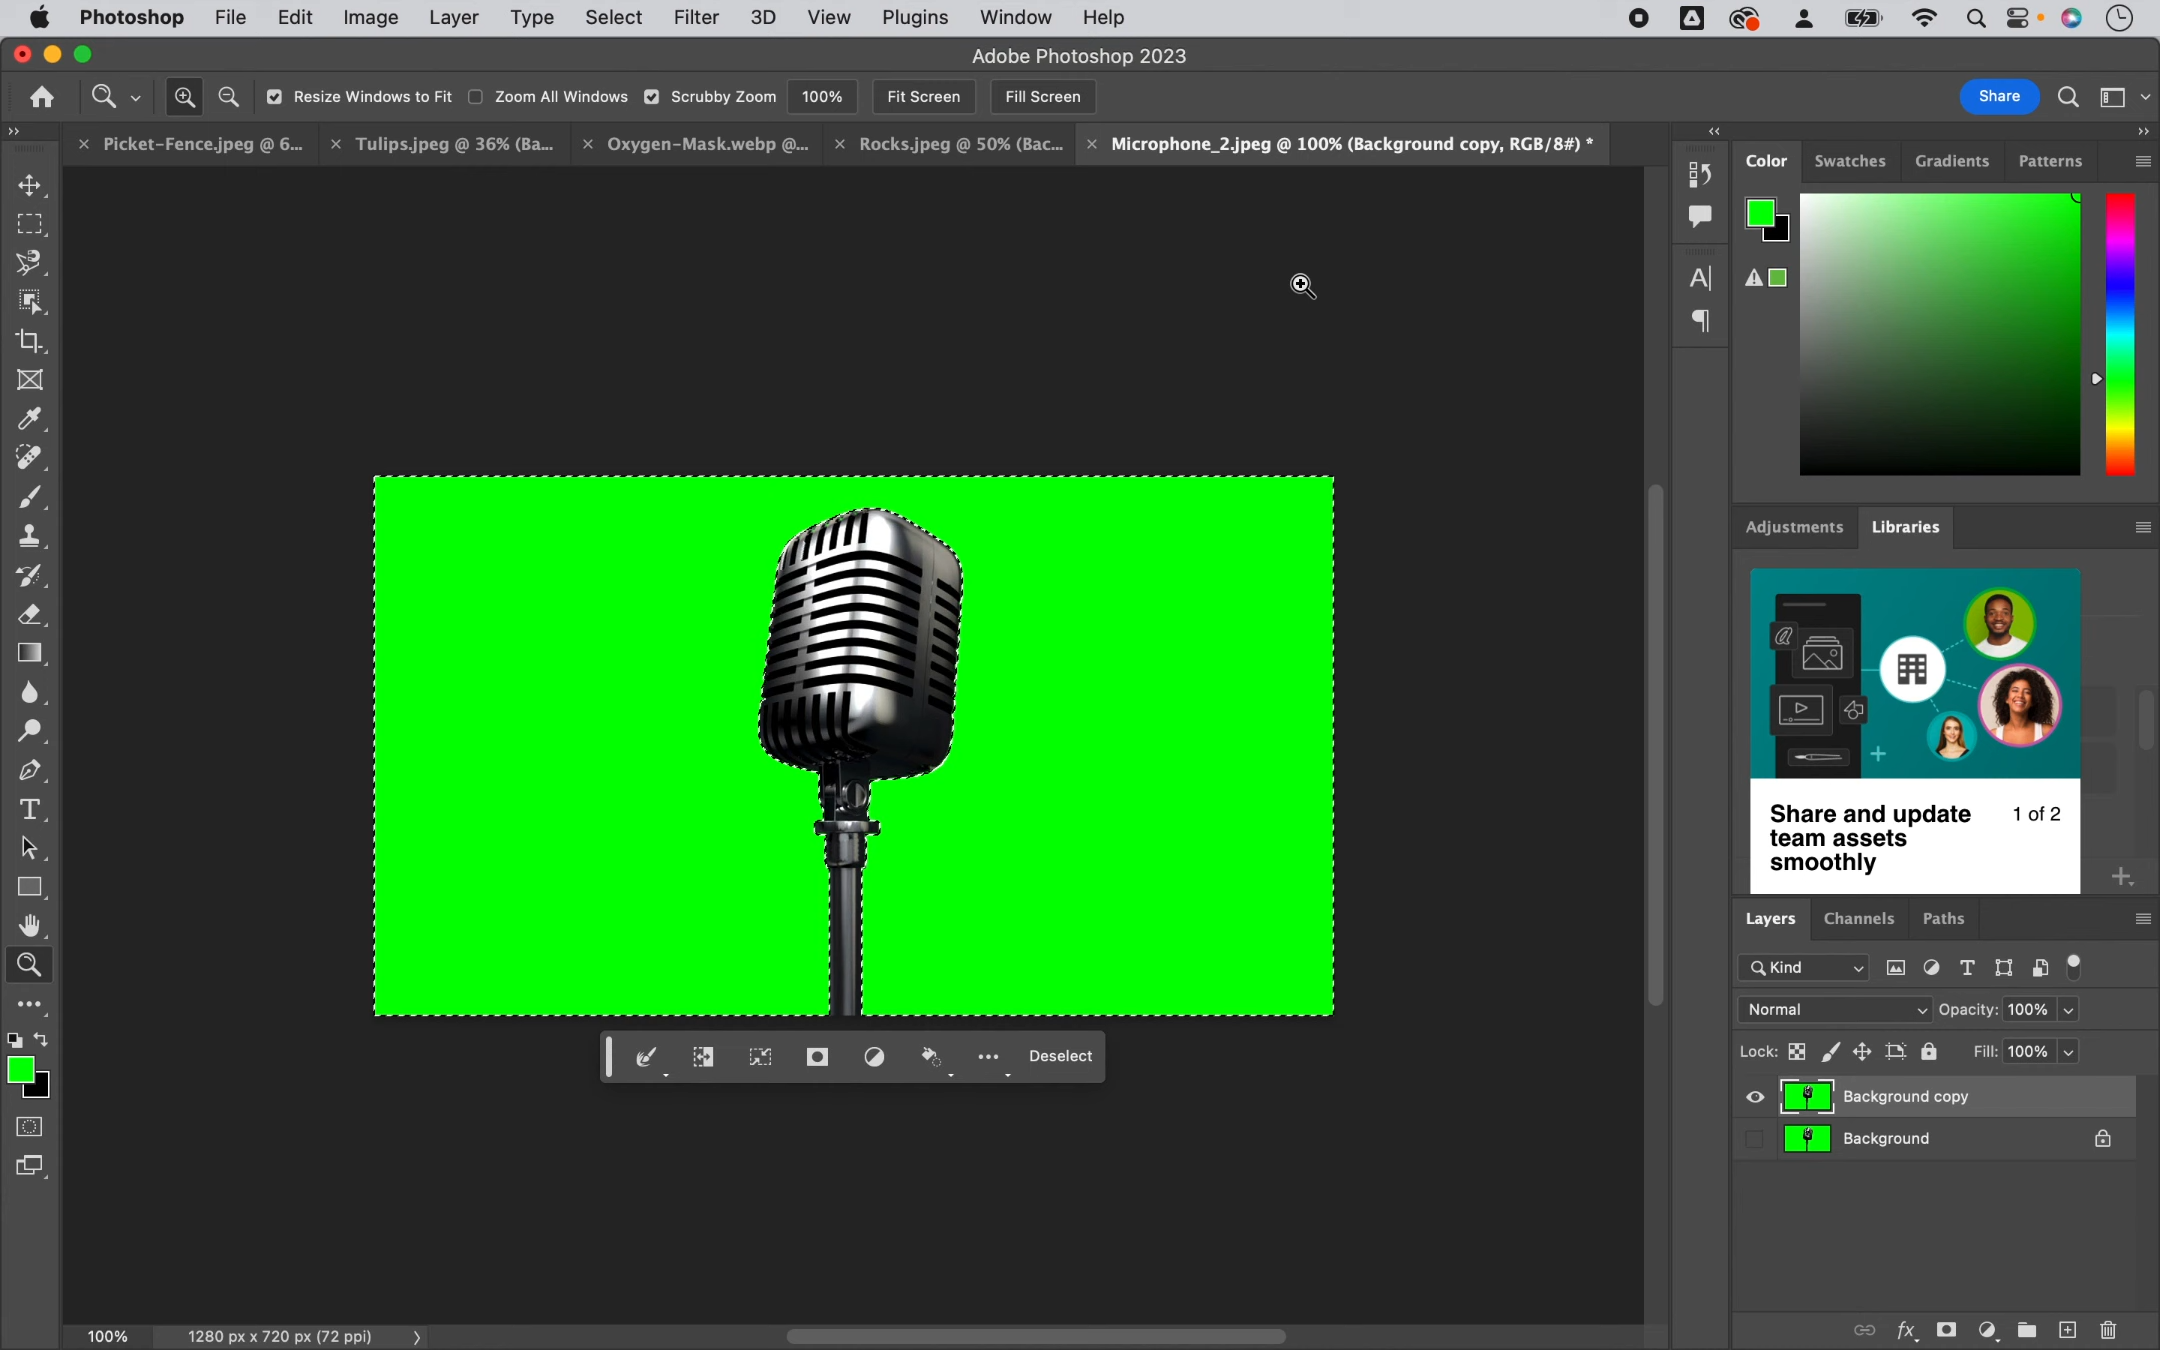 Photoshop File Edit Image Layer Type Select Filter 3D View Plugins Window Help
Adobe Photoshop 2023
Resize Windows to Fit Zoom All Windows Scrubby Zoom 100% Fit Screen Fill Screen Share
Picket-Fence.jpeg @ 6... Tulips.jpeg @ 36% (Ba... Oxygen-Mask.webp @... Rocks.jpeg @ 50% (Bac... Microphone_2.jpeg @ 100% (Background copy, RGB/8#) *
Color Swatches Gradients Patterns
Adjustments Libraries
Share and update
team assets
smoothly
1 of 2
Layers Channels Paths
Kind
Normal Opacity: 100%
Lock: Fill: 100%
Background copy
Background
Deselect
100% 1280 px x 720 px (72 ppi)